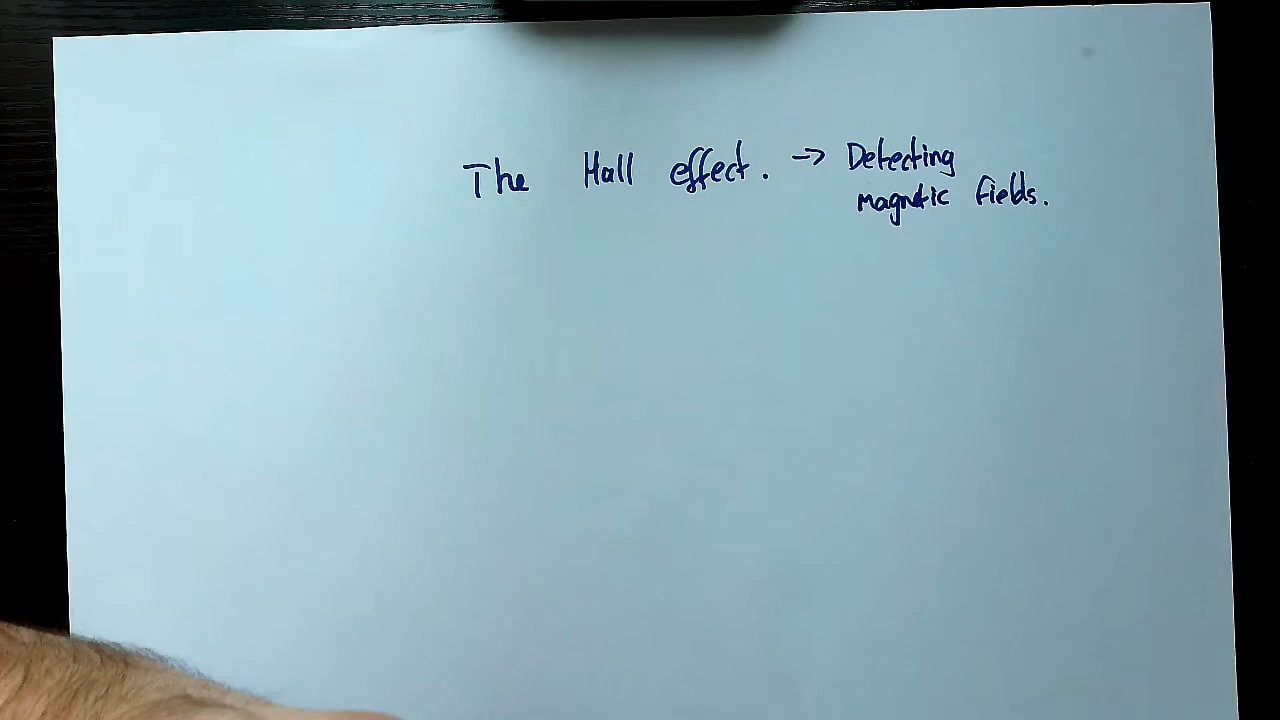 The Hall effect. → Detecting
magnetic fields.